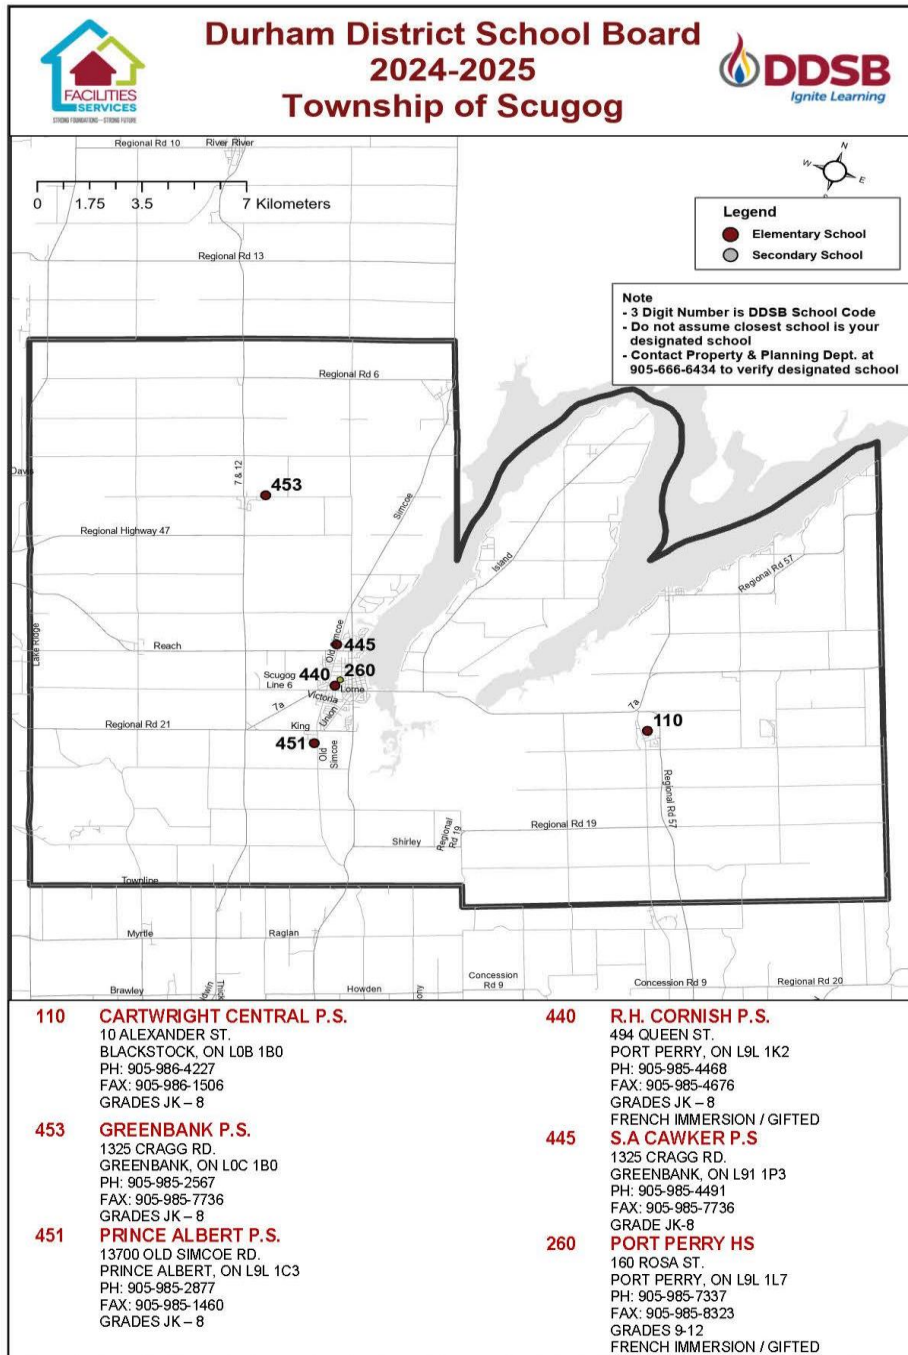 Durham District School Board
2024-2025
Township of Scugog
FACILITIES
SERVICES
STRONG FOUNDATIONS – STRONG FUTURE
DDSB
Ignite Learning
Regional Rd 10
River River
0 1.75 3.5 7 Kilometers
N
W
E
Legend
Elementary School
Secondary School
Regional Rd 13
Note
- 3 Digit Number is DDSB School Code
- Do not assume closest school is your
designated school
- Contact Property & Planning Dept. at
905-666-6434 to verify designated school
Regional Rd 6
7 & 12
453
Simcoe
Regional Highway 47
Island
Regional Rd 57
Lake Ridge
Reach
Old Simcoe
445
Scugog
Line 6
440
260
Lorne
Victoria
7a
Union
7a
110
Regional Rd 21
King
451
Old
Simcoe
Regional Rd 57
Regional
Rd 19
Regional Rd 19
Shirley
Townline
Myrtle
Raglan
Concession
Rd 9
Concession Rd 9
Regional Rd 20
Brawley
Howden
110 CARTWRIGHT CENTRAL P.S.
10 ALEXANDER ST.
BLACKSTOCK, ON L0B 1B0
PH: 905-986-4227
FAX: 905-986-1506
GRADES JK – 8
453 GREENBANK P.S.
1325 CRAGG RD.
GREENBANK, ON L0C 1B0
PH: 905-985-2567
FAX: 905-985-7736
GRADES JK – 8
451 PRINCE ALBERT P.S.
13700 OLD SIMCOE RD.
PRINCE ALBERT, ON L9L 1C3
PH: 905-985-2877
FAX: 905-985-1460
GRADES JK – 8
440 R.H. CORNISH P.S.
494 QUEEN ST.
PORT PERRY, ON L9L 1K2
PH: 905-985-4468
FAX: 905-985-4676
GRADES JK – 8
FRENCH IMMERSION / GIFTED
445 S.A CAWKER P.S
1325 CRAGG RD.
GREENBANK, ON L91 1P3
PH: 905-985-4491
FAX: 905-985-7736
GRADE JK-8
260 PORT PERRY HS
160 ROSA ST.
PORT PERRY, ON L9L 1L7
PH: 905-985-7337
FAX: 905-985-8323
GRADES 9-12
FRENCH IMMERSION / GIFTED